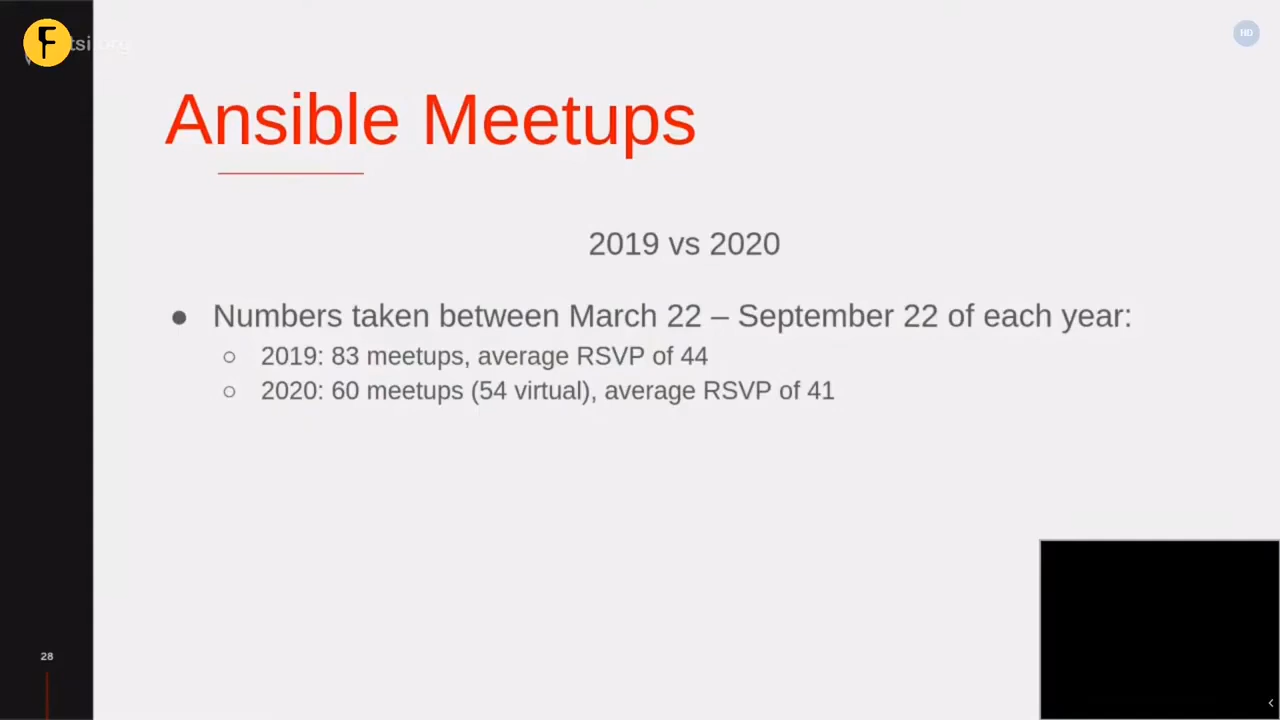 HD
Ansible Meetups
2019 vs 2020
● Numbers taken between March 22 – September 22 of each year:
○ 2019: 83 meetups, average RSVP of 44
○ 2020: 60 meetups (54 virtual), average RSVP of 41
28